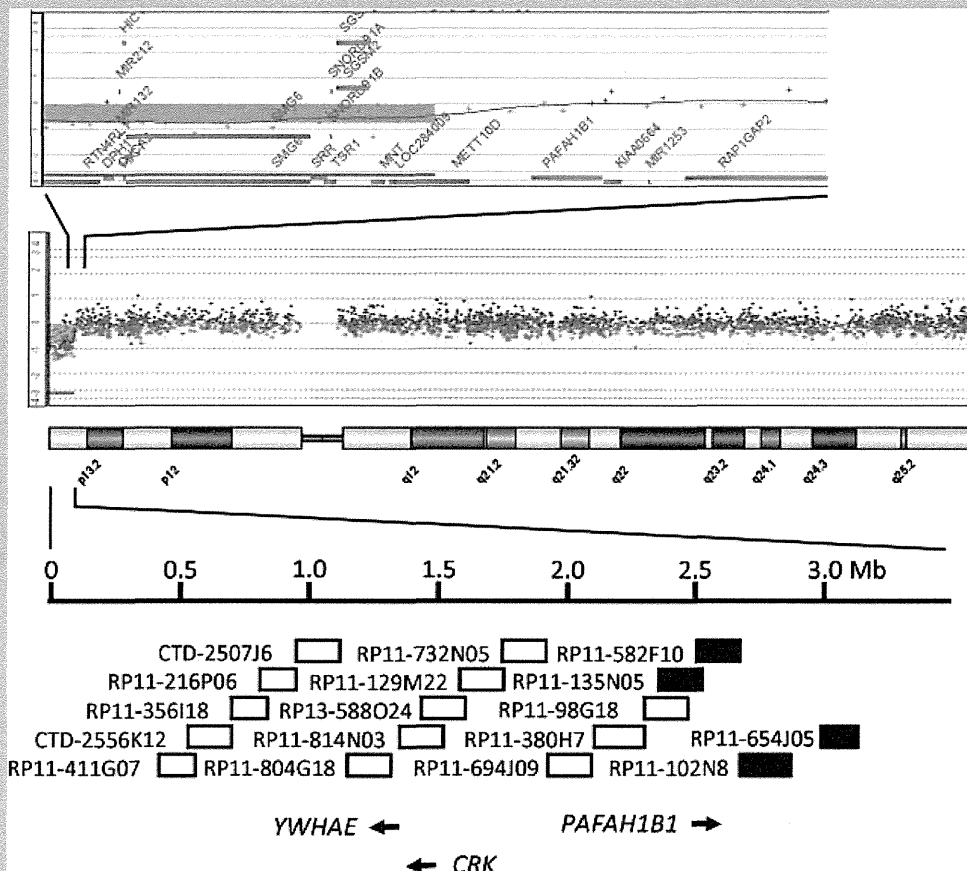 MIR212
MIR132
SNORD91A
SGSM2
SNORD91B
SMG6
SMG6
SRR
TSR1
MNT
METT10D
PAFAH1B1
KIAA0664
MIR1253
RAP1GAP2
p13.2 p12 q12 q21.2 q21.32 q22 q23.2 q24.1 q24.3 q25.2
0 0.5 1.0 1.5 2.0 2.5 3.0 Mb
CTD-2507J6 RP11-732N05 RP11-582F10
RP11-216P06 RP11-129M22 RP11-135N05
RP11-356I18 RP13-588O24 RP11-98G18
CTD-2556K12 RP11-814N03 RP11-380H7 RP11-654J05
RP11-411G07 RP11-804G18 RP11-694J09 RP11-102N8
YWHAE PAFAH1B1
CRK